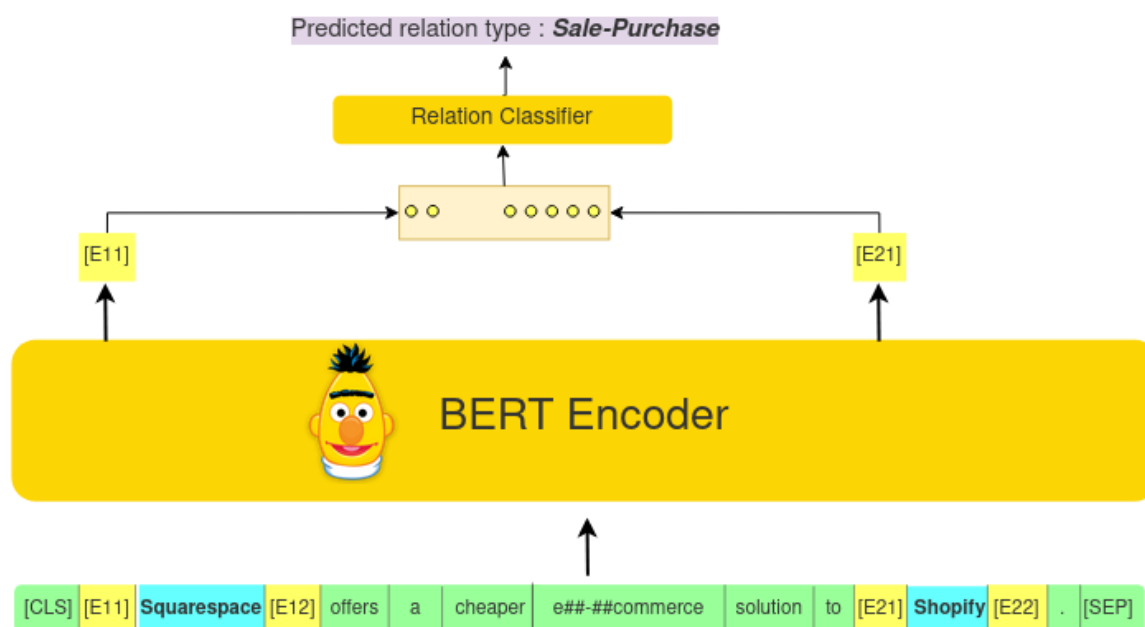 Predicted relation type : Sale-Purchase
Relation Classifier
[E11] [E21]
BERT Encoder
[CLS] [E11] Squarespace [E12] offers a cheaper e##-##commerce solution to [E21] Shopify [E22] . [SEP]